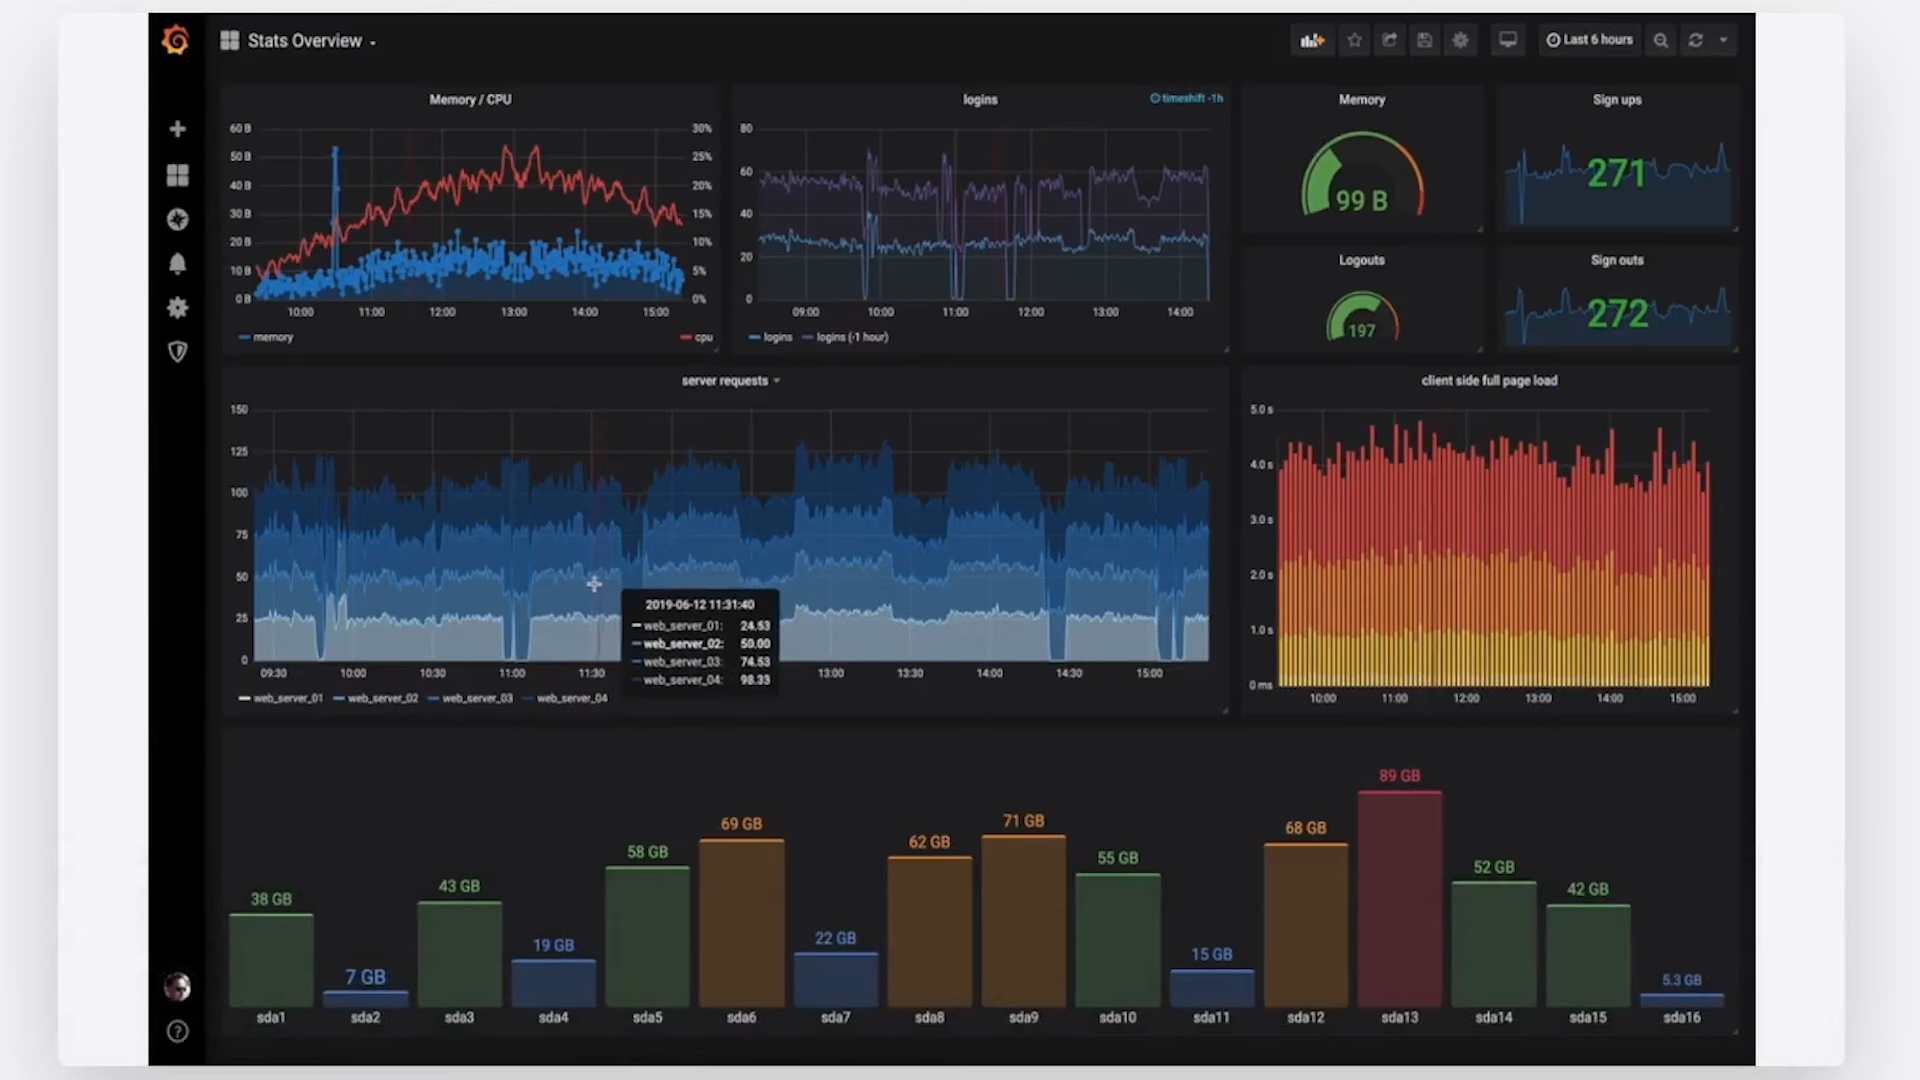 Stats Overview
Last 6 hours
Memory / CPU
60 B
50 B
40 B
30 B
20 B
10 B
0 B
30%
25%
20%
15%
10%
5%
0%
10:00 11:00 12:00 13:00 14:00 15:00
memory
cpu
logins
timeshift -1h
80
60
40
20
0
09:00 10:00 11:00 12:00 13:00 14:00
logins logins (-1 hour)
Memory
99 B
Sign ups
271
Logouts
197
Sign outs
272
server requests
150
125
100
75
50
25
0
09:30 10:00 10:30 11:00 11:30 13:00 13:30 14:00 14:30 15:00
2019-06-12 11:31:40
web_server_01: 24.53
web_server_02: 50.00
web_server_03: 74.53
web_server_04: 98.33
web_server_01 web_server_02 web_server_03 web_server_04
client side full page load
5.0 s
4.0 s
3.0 s
2.0 s
1.0 s
0 ms
10:00 11:00 12:00 13:00 14:00 15:00
38 GB 7 GB 43 GB 19 GB 58 GB 69 GB 22 GB 62 GB 71 GB 55 GB 15 GB 68 GB 89 GB 52 GB 42 GB 5.3 GB
sda1 sda2 sda3 sda4 sda5 sda6 sda7 sda8 sda9 sda10 sda11 sda12 sda13 sda14 sda15 sda16